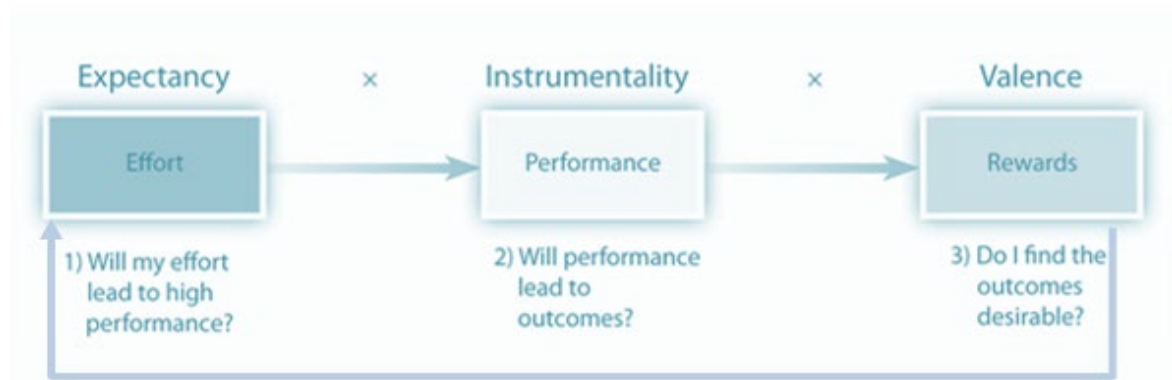 Expectancy × Instrumentality × Valence
Effort Performance Rewards
1) Will my effort
lead to high
performance?
2) Will performance
lead to
outcomes?
3) Do I find the
outcomes
desirable?